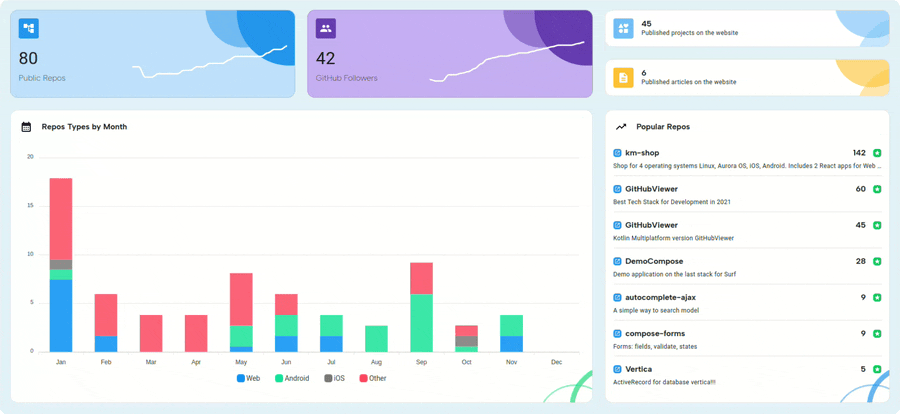 80
Public Repos
42
GitHub Followers
45
Published projects on the website
6
Published articles on the website
Repos Types by Month
20
15
10
5
0
Jan Feb Mar Apr May Jun Jul Aug Sep Oct Nov Dec
Web Android iOS Other
Popular Repos
km-shop 142
Shop for 4 operating systems Linux, Aurora OS, iOS, Android. Includes 2 React apps for Web ...
GitHubViewer 60
Best Tech Stack for Development in 2021
GitHubViewer 45
Kotlin Multiplatform version GitHubViewer
DemoCompose 28
Demo application on the last stack for Surf
autocomplete-ajax 9
A simple way to search model
compose-forms 9
Forms: fields, validate, states
Vertica 5
ActiveRecord for database vertica!!!